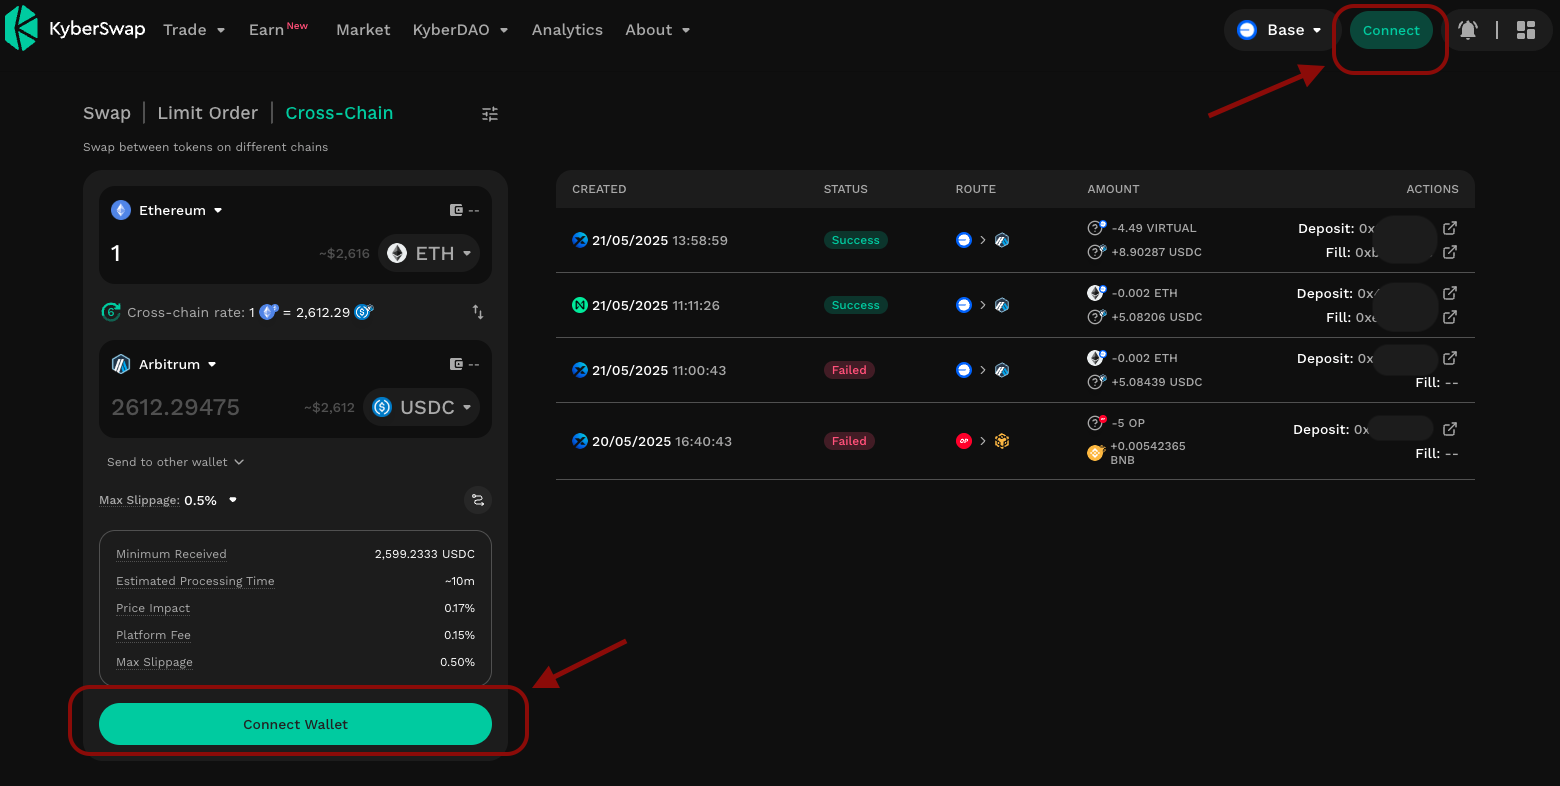 KyberSwap Trade Earn New Market KyberDAO Analytics About Base Connect
Swap | Limit Order | Cross-Chain
Swap between tokens on different chains
Ethereum --
1 ~$2,616 ETH
Cross-chain rate: 1 = 2,612.29
Arbitrum --
2612.29475 ~$2,612 USDC
Send to other wallet
Max Slippage: 0.5%
Minimum Received 2,599.2333 USDC
Estimated Processing Time ~10m
Price Impact 0.17%
Platform Fee 0.15%
Max Slippage 0.50%
Connect Wallet
CREATED STATUS ROUTE AMOUNT ACTIONS
21/05/2025 13:58:59 Success
-4.49 VIRTUAL Deposit: 0x
+8.90287 USDC Fill: 0xb
21/05/2025 11:11:26 Success
-0.002 ETH Deposit: 0x
+5.08206 USDC Fill: 0xe
21/05/2025 11:00:43 Failed
-0.002 ETH Deposit: 0x
+5.08439 USDC Fill: --
20/05/2025 16:40:43 Failed OP
-5 OP Deposit: 0x
+0.00542365
BNB Fill: --